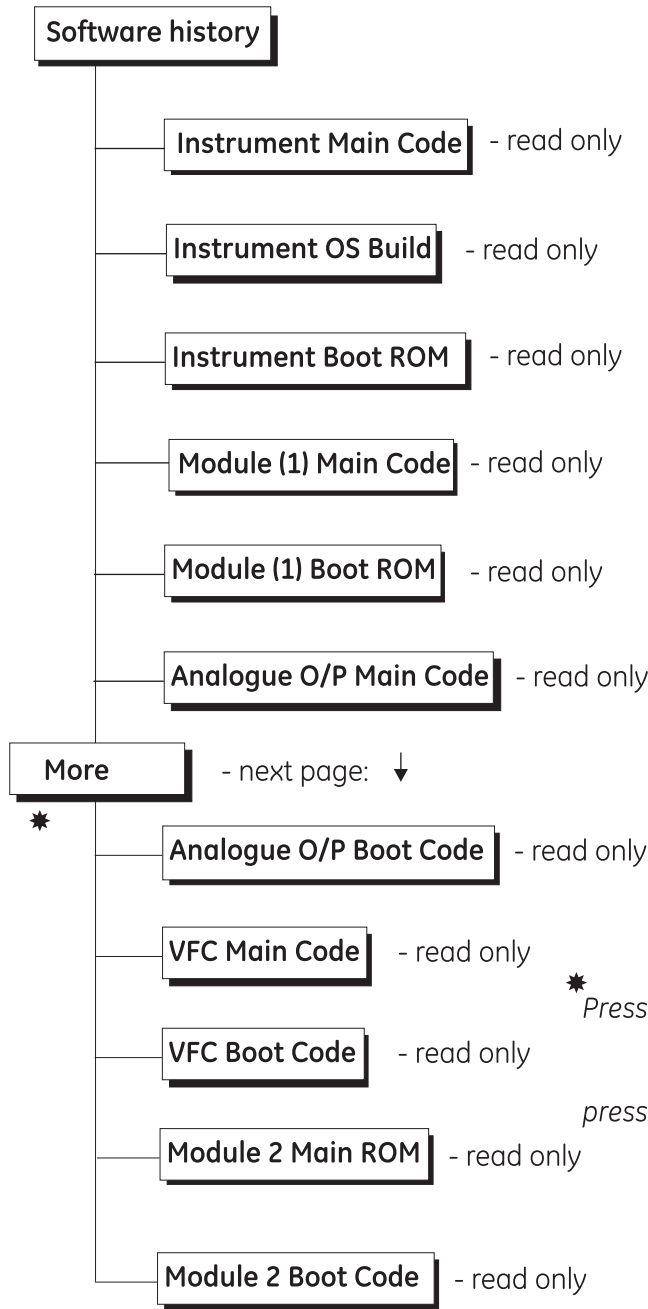 Software history
Instrument Main Code - read only
Instrument OS Build - read only
Instrument Boot ROM - read only
Module (1) Main Code - read only
Module (1) Boot ROM - read only
Analogue O/P Main Code - read only
More - next page:
Analogue O/P Boot Code - read only
VFC Main Code - read only
Press
VFC Boot Code - read only
press
Module 2 Main ROM - read only
Module 2 Boot Code - read only